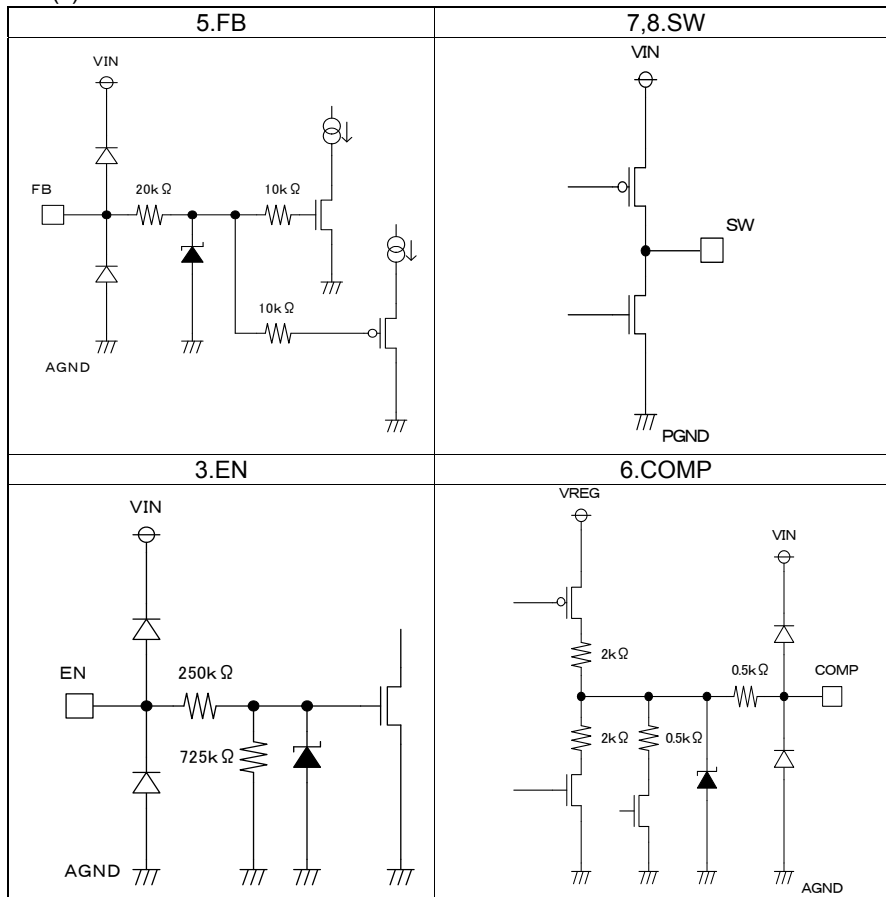 5.FB
7,8.SW
VIN
FB
20kΩ
10kΩ
10kΩ
AGND
VIN
SW
PGND
3.EN
6.COMP
VIN
EN
250kΩ
725kΩ
AGND
VREG
VIN
2kΩ
0.5kΩ
COMP
2kΩ
0.5kΩ
AGND